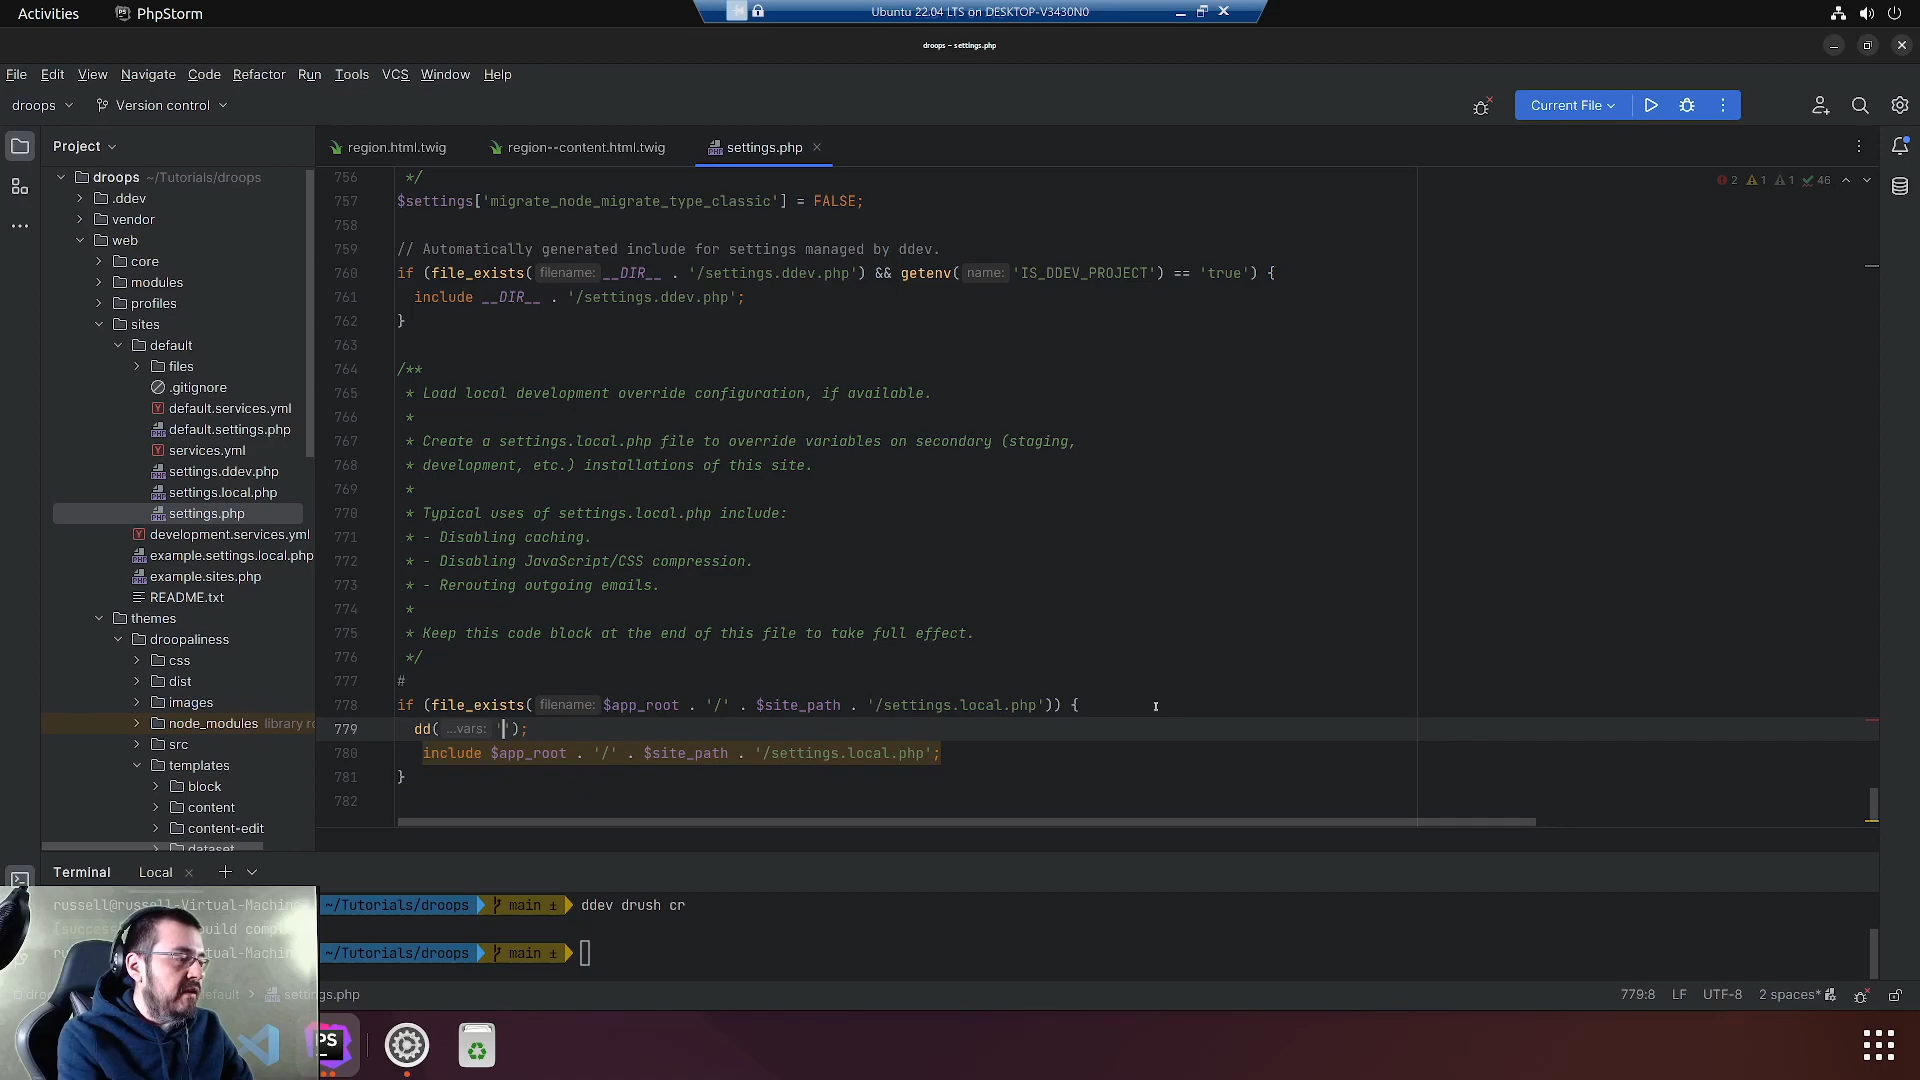 Activities
PhpStorm
Ubuntu 22.04 LTS on DESKTOP-V3430N0
droops – settings.php
File Edit View Navigate Code Refactor Run Tools VCS Window Help
droops
Version control
Current File
Project
region.html.twig
region--content.html.twig
settings.php
droops ~/Tutorials/droops
.ddev
vendor
web
core
modules
profiles
sites
default
files
.gitignore
default.services.yml
default.settings.php
services.yml
settings.ddev.php
settings.local.php
settings.php
development.services.yml
example.settings.local.php
example.sites.php
README.txt
themes
droopaliness
css
dist
images
node_modules library ro
src
templates
block
content
content-edit
dataset
2 1 1 46
756 */
757 $settings['migrate_node_migrate_type_classic'] = FALSE;
758
759 // Automatically generated include for settings managed by ddev.
760 if (file_exists( filename: __DIR__ . '/settings.ddev.php') && getenv( name: 'IS_DDEV_PROJECT') == 'true') {
761 include __DIR__ . '/settings.ddev.php';
762 }
763
764 /**
765 * Load local development override configuration, if available.
766 *
767 * Create a settings.local.php file to override variables on secondary (staging,
768 * development, etc.) installations of this site.
769 *
770 * Typical uses of settings.local.php include:
771 * - Disabling caching.
772 * - Disabling JavaScript/CSS compression.
773 * - Rerouting outgoing emails.
774 *
775 * Keep this code block at the end of this file to take full effect.
776 */
777 #
778 if (file_exists( filename: $app_root . '/' . $site_path . '/settings.local.php')) {
779 dd( ...vars: '');
780 include $app_root . '/' . $site_path . '/settings.local.php';
781 }
782
Terminal Local
russell@russell-Virtual-Machin ~/Tutorials/droops main ± ddev drush cr
~/Tutorials/droops main ±
settings.php
779:8 LF UTF-8 2 spaces*
PS